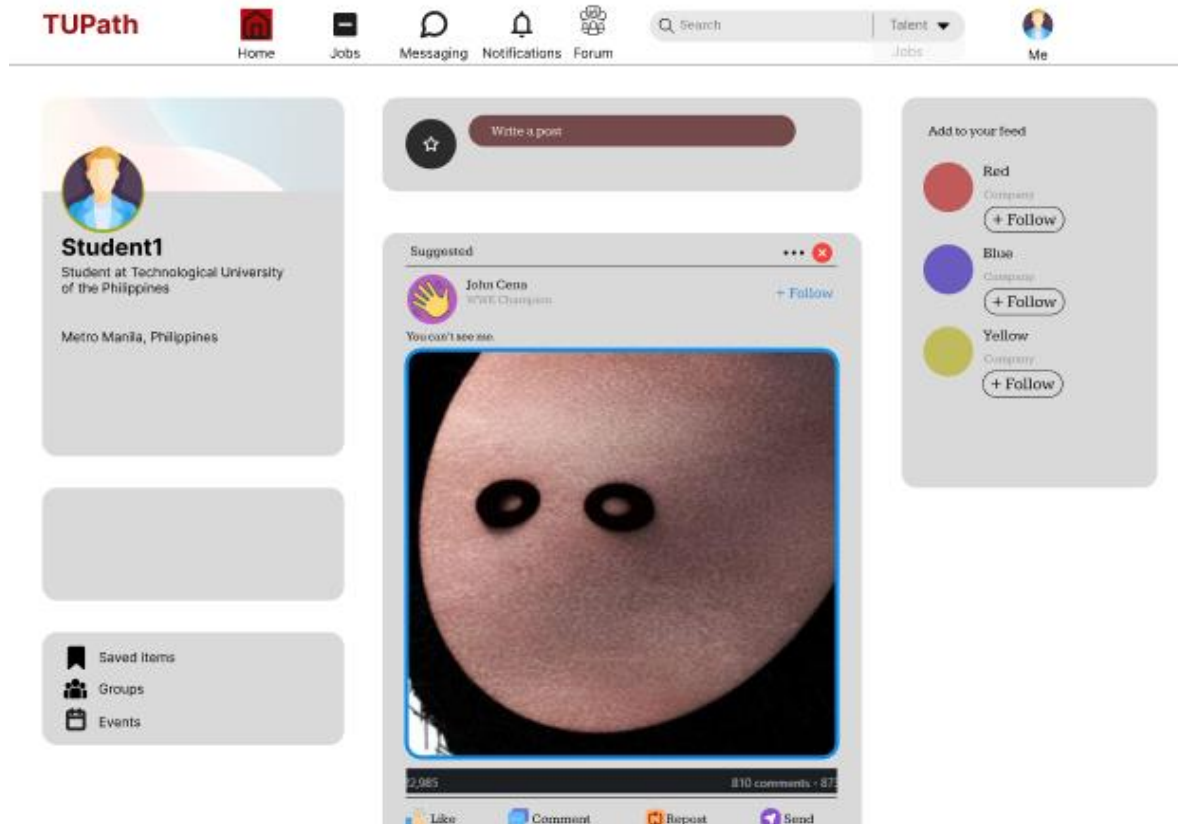 TUPath
Home
Jobs
Messaging
Notifications
Forum
Search
Talent
Jobs
Me
Student1
Student at Technological University
of the Philippines
Metro Manila, Philippines
Saved Items
Groups
Events
Write a post
Suggested
John Cena
WWE Champion
+ Follow
You can't see me.
22,985
810 comments - 873
Like
Comment
Repost
Send
Add to your feed
Red
Company
+ Follow
Blue
Company
+ Follow
Yellow
Company
+ Follow